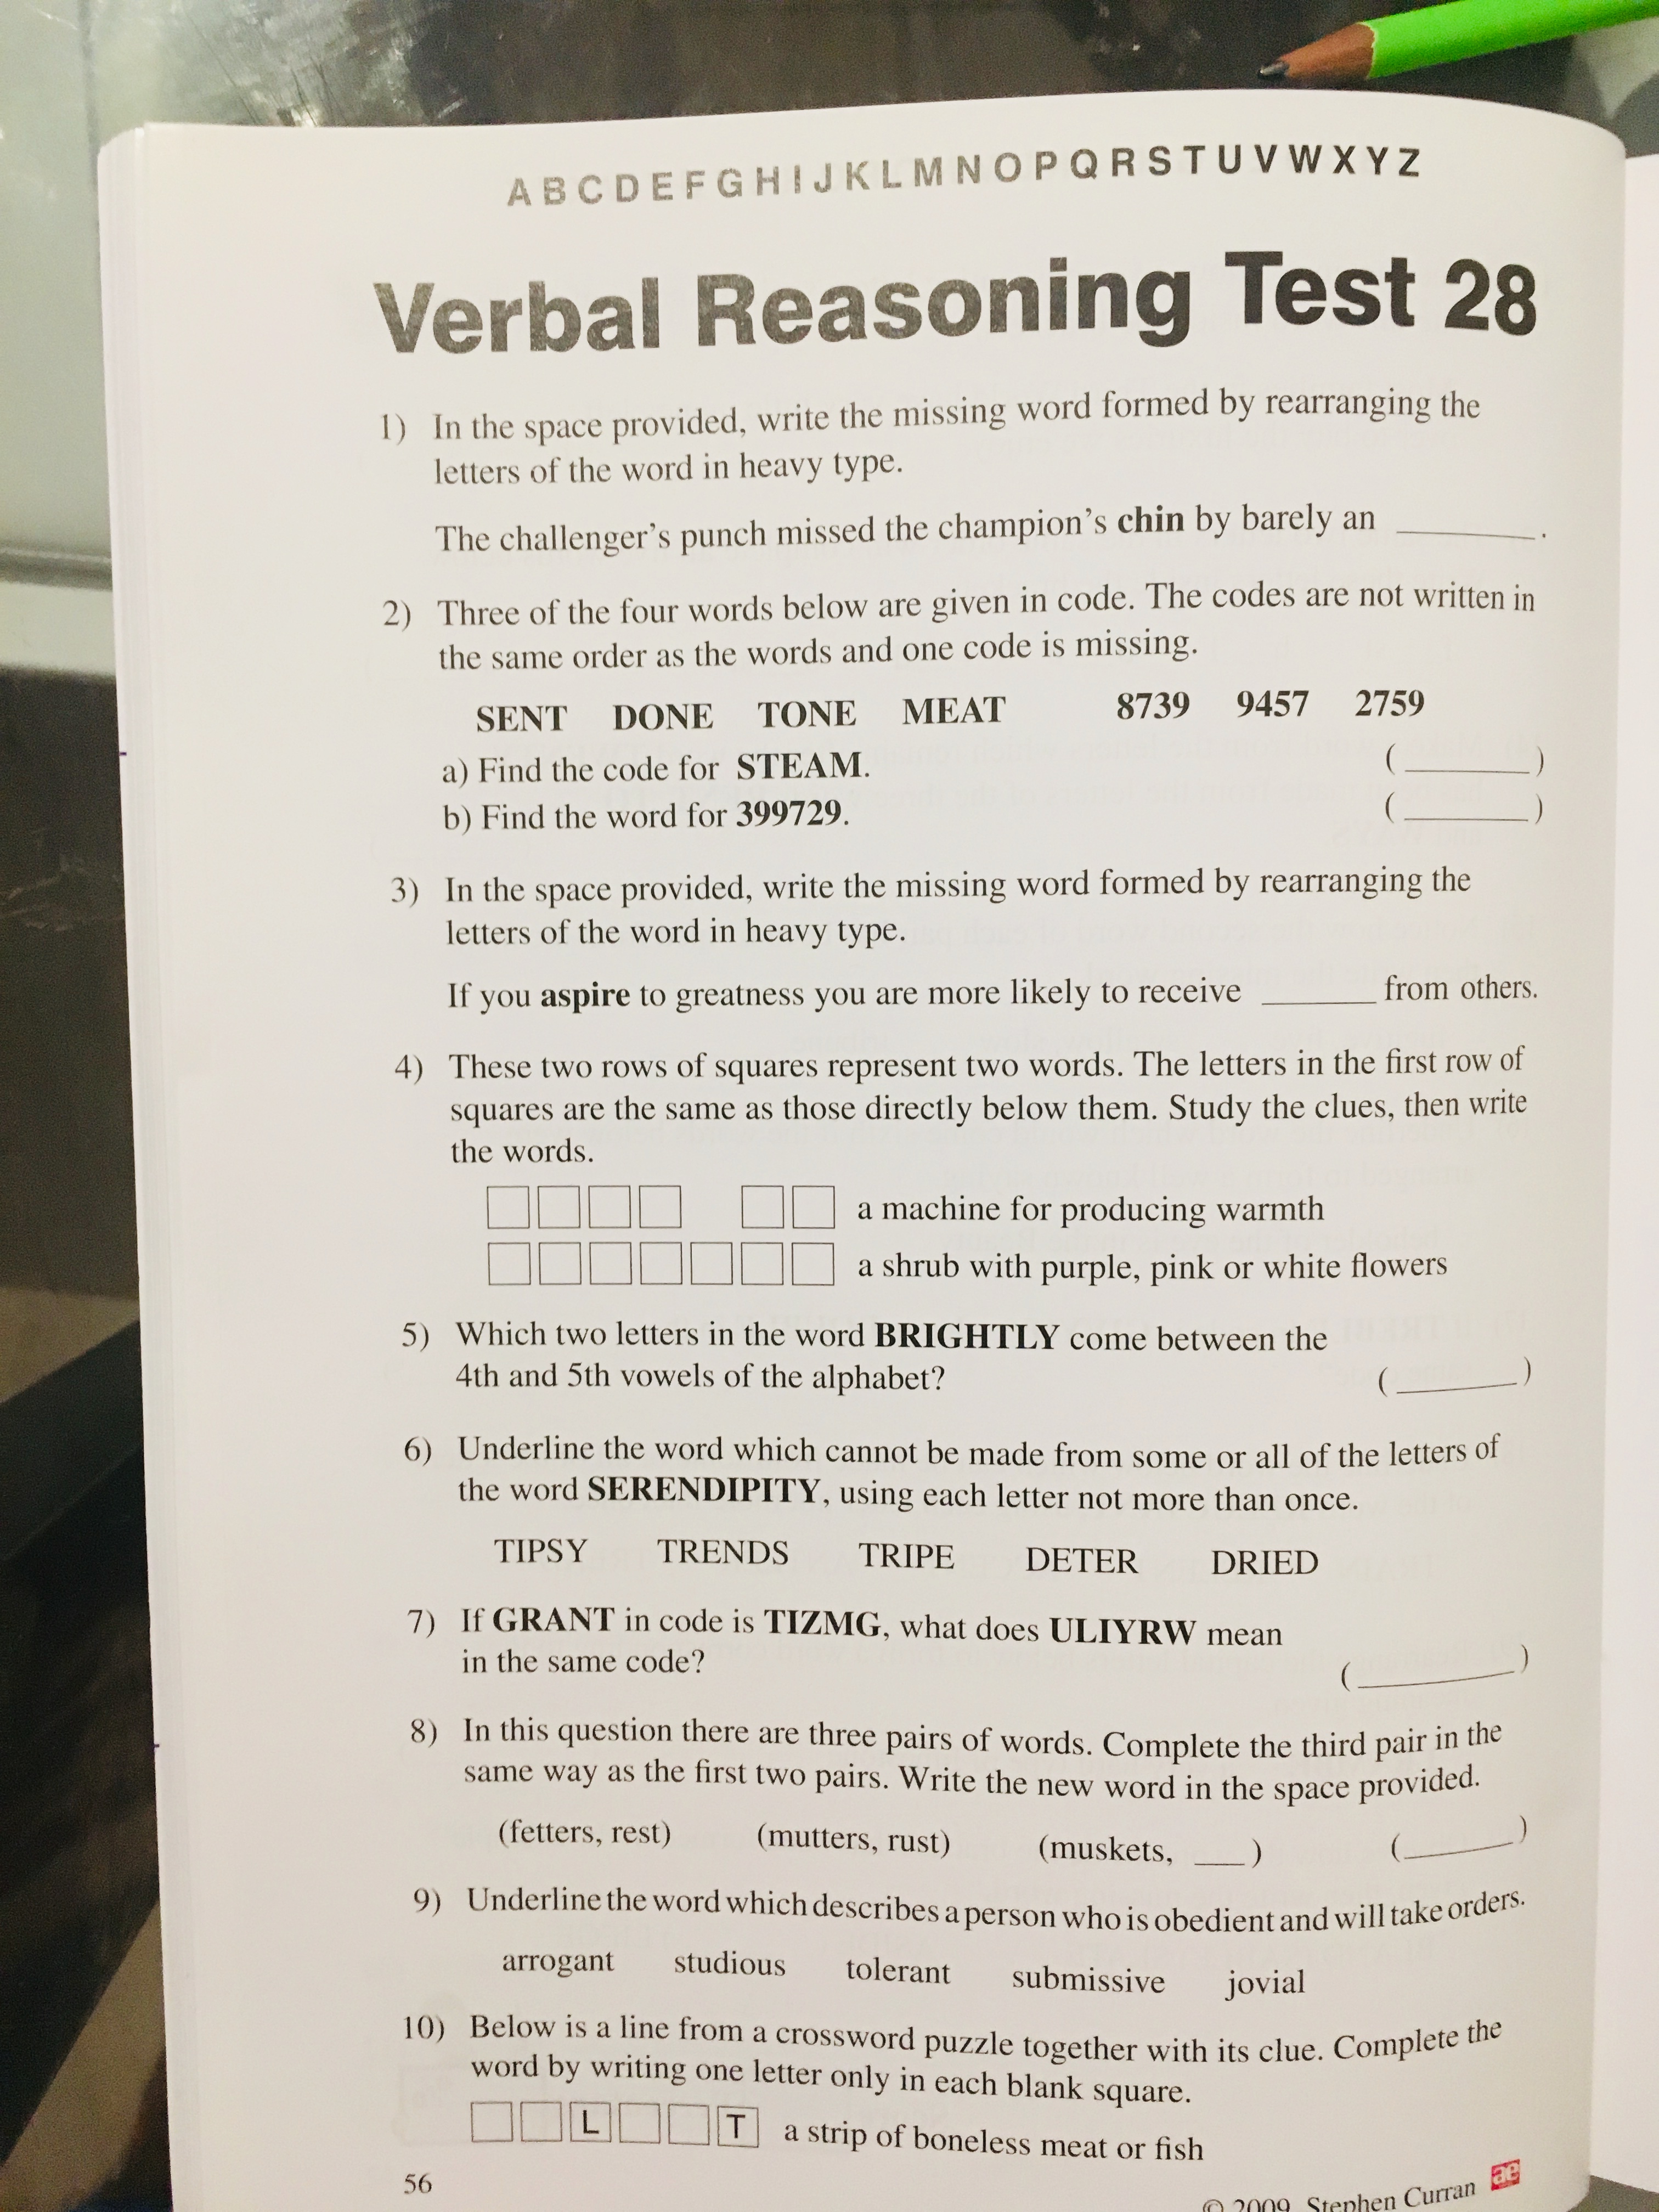 A B C D E F G H I J K L M N O P Q R S T U V W X Y Z
Verbal Reasoning Test 28
1) In the space provided, write the missing word formed by rearranging the
letters of the word in heavy type.
The challenger's punch missed the champion's chin by barely an ________.
2) Three of the four words below are given in code. The codes are not written in
the same order as the words and one code is missing.
SENT DONE TONE MEAT 8739 9457 2759
a) Find the code for STEAM. (________)
b) Find the word for 399729. (________)
3) In the space provided, write the missing word formed by rearranging the
letters of the word in heavy type.
If you aspire to greatness you are more likely to receive _______ from others.
4) These two rows of squares represent two words. The letters in the first row of
squares are the same as those directly below them. Study the clues, then write
the words.
a machine for producing warmth
a shrub with purple, pink or white flowers
5) Which two letters in the word BRIGHTLY come between the
4th and 5th vowels of the alphabet? (________)
6) Underline the word which cannot be made from some or all of the letters of
the word SERENDIPITY, using each letter not more than once.
TIPSY TRENDS TRIPE DETER DRIED
7) If GRANT in code is TIZMG, what does ULIYRW mean
in the same code? (__________)
8) In this question there are three pairs of words. Complete the third pair in the
same way as the first two pairs. Write the new word in the space provided.
(fetters, rest) (mutters, rust) (muskets, ___ ) (_______)
9) Underline the word which describes a person who is obedient and will take orders.
arrogant studious tolerant submissive jovial
10) Below is a line from a crossword puzzle together with its clue. Complete the
word by writing one letter only in each blank square.
L T a strip of boneless meat or fish
56
© 2009 Stephen Curran ae